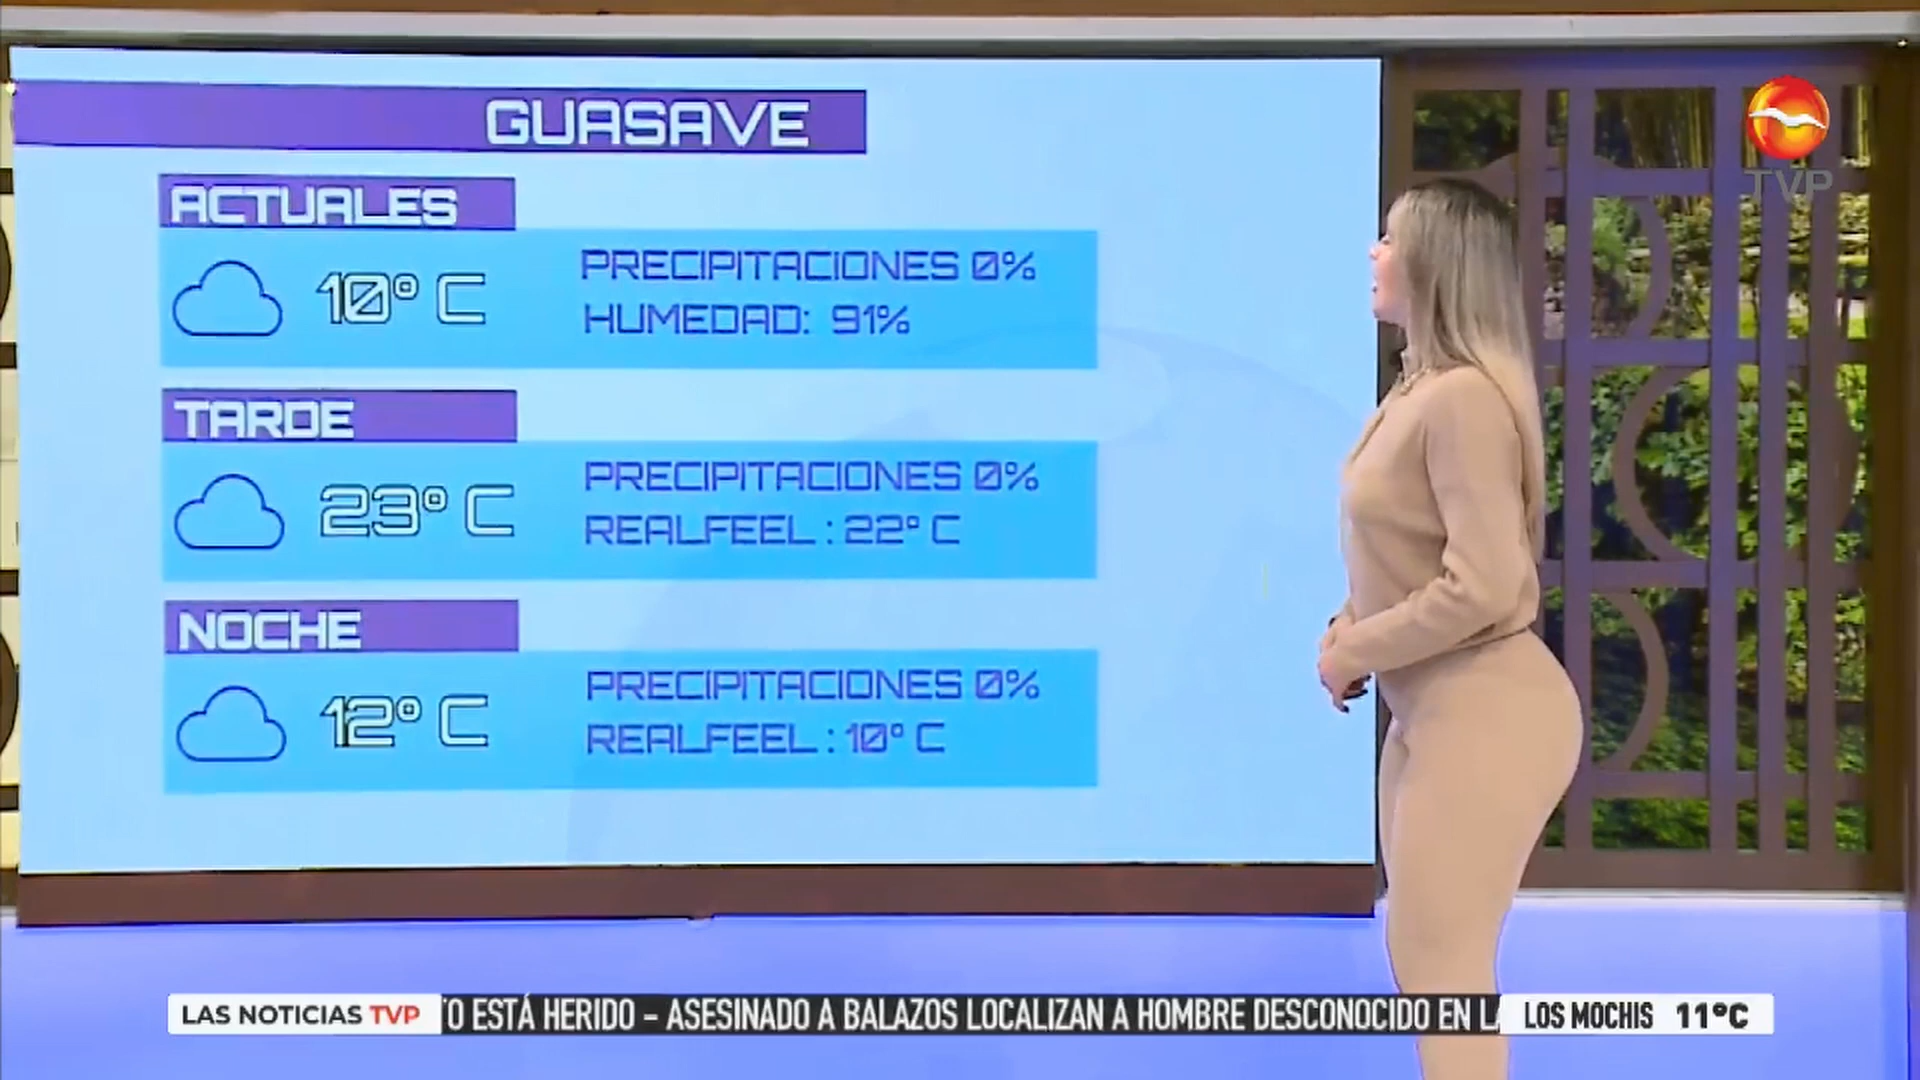 GUASAVE
ACTUALES
10° C
PRECIPITACIONES 0%
HUMEDAD: 91%
TARDE
23° C
PRECIPITACIONES 0%
REALFEEL : 22° C
NOCHE
12° C
PRECIPITACIONES 0%
REALFEEL : 10° C
TVP
LAS NOTICIAS TVP
O ESTÁ HERIDO - ASESINADO A BALAZOS LOCALIZAN A HOMBRE DESCONOCIDO EN LA
LOS MOCHIS 11°C